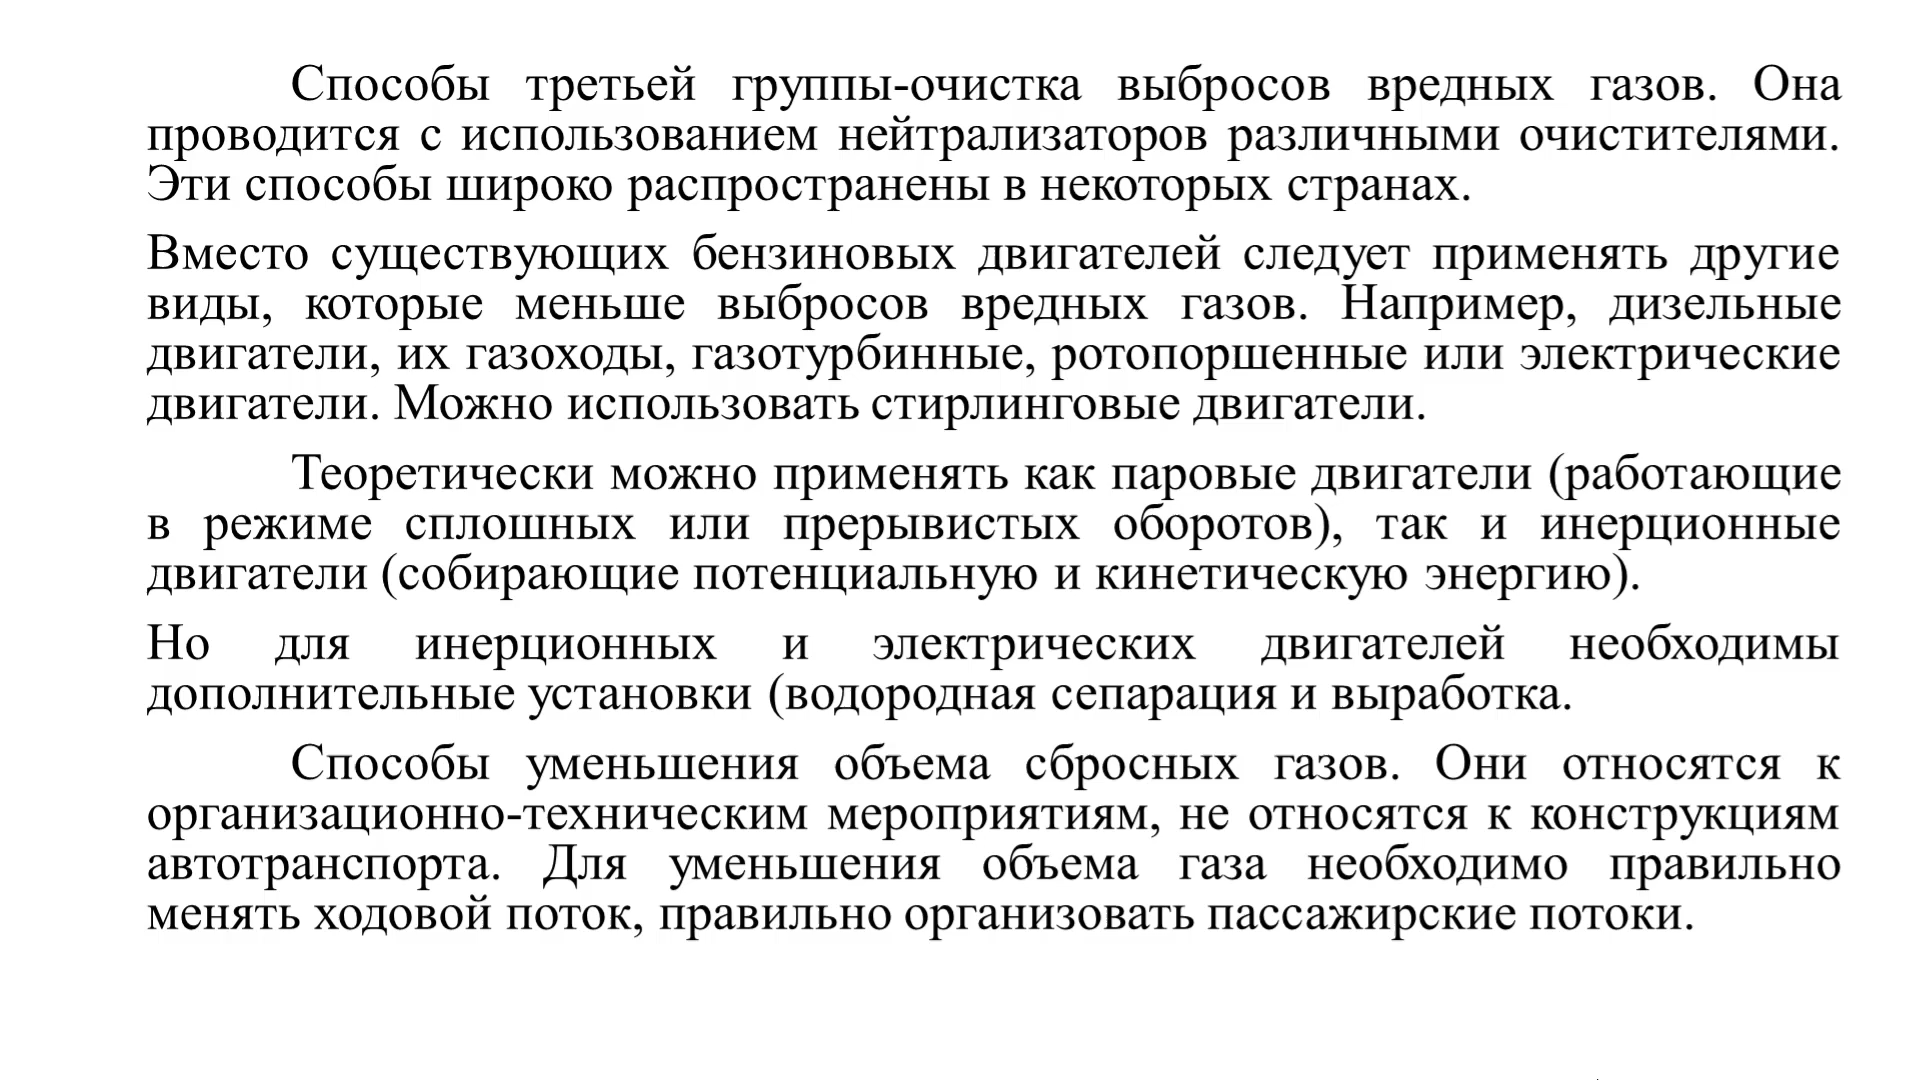 Способы третьей группы-очистка выбросов вредных газов. Она
проводится с использованием нейтрализаторов различными очистителями.
Эти способы широко распространены в некоторых странах.
Вместо существующих бензиновых двигателей следует применять другие
виды, которые меньше выбросов вредных газов. Например, дизельные
двигатели, их газоходы, газотурбинные, ротопоршенные или электрические
двигатели. Можно использовать стирлинговые двигатели.
Теоретически можно применять как паровые двигатели (работающие
в режиме сплошных или прерывистых оборотов), так и инерционные
двигатели (собирающие потенциальную и кинетическую энергию).
Но для инерционных и электрических двигателей необходимы
дополнительные установки (водородная сепарация и выработка.
Способы уменьшения объема сбросных газов. Они относятся к
организационно-техническим мероприятиям, не относятся к конструкциям
автотранспорта. Для уменьшения объема газа необходимо правильно
менять ходовой поток, правильно организовать пассажирские потоки.